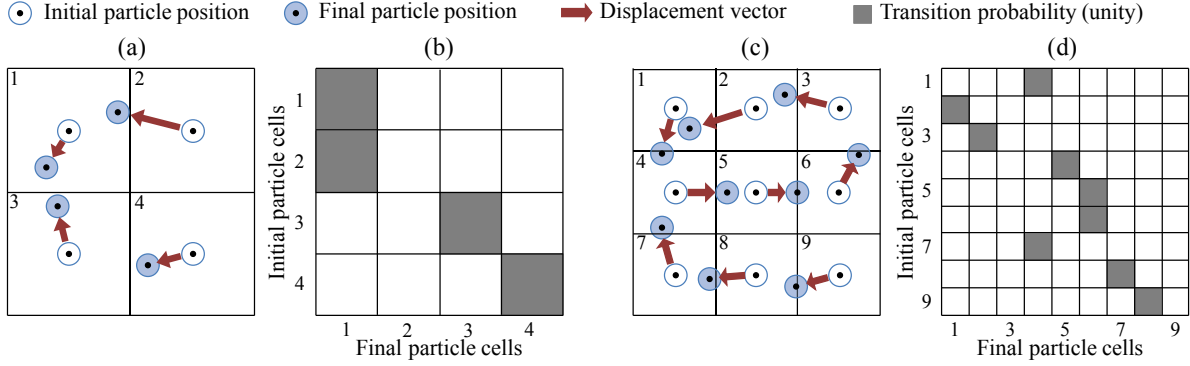 Initial particle position Final particle position Displacement vector Transition probability (unity)
(a) (b) (c) (d)
1 2
3 4
Initial particle cells
1
2
3
4
1 2 3 4
Final particle cells
1 2 3
4 5 6
7 8 9
Initial particle cells
1
3
5
7
9
1 3 5 7 9
Final particle cells